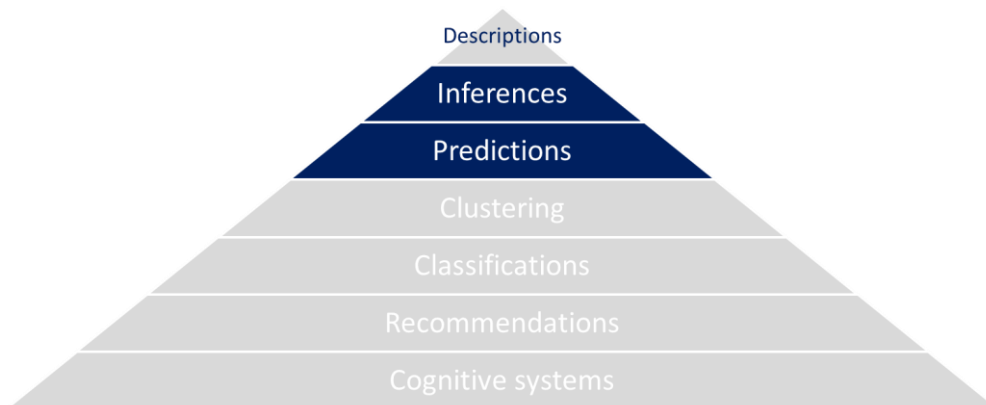 Descriptions
Inferences
Predictions
Clustering
Classifications
Recommendations
Cognitive systems